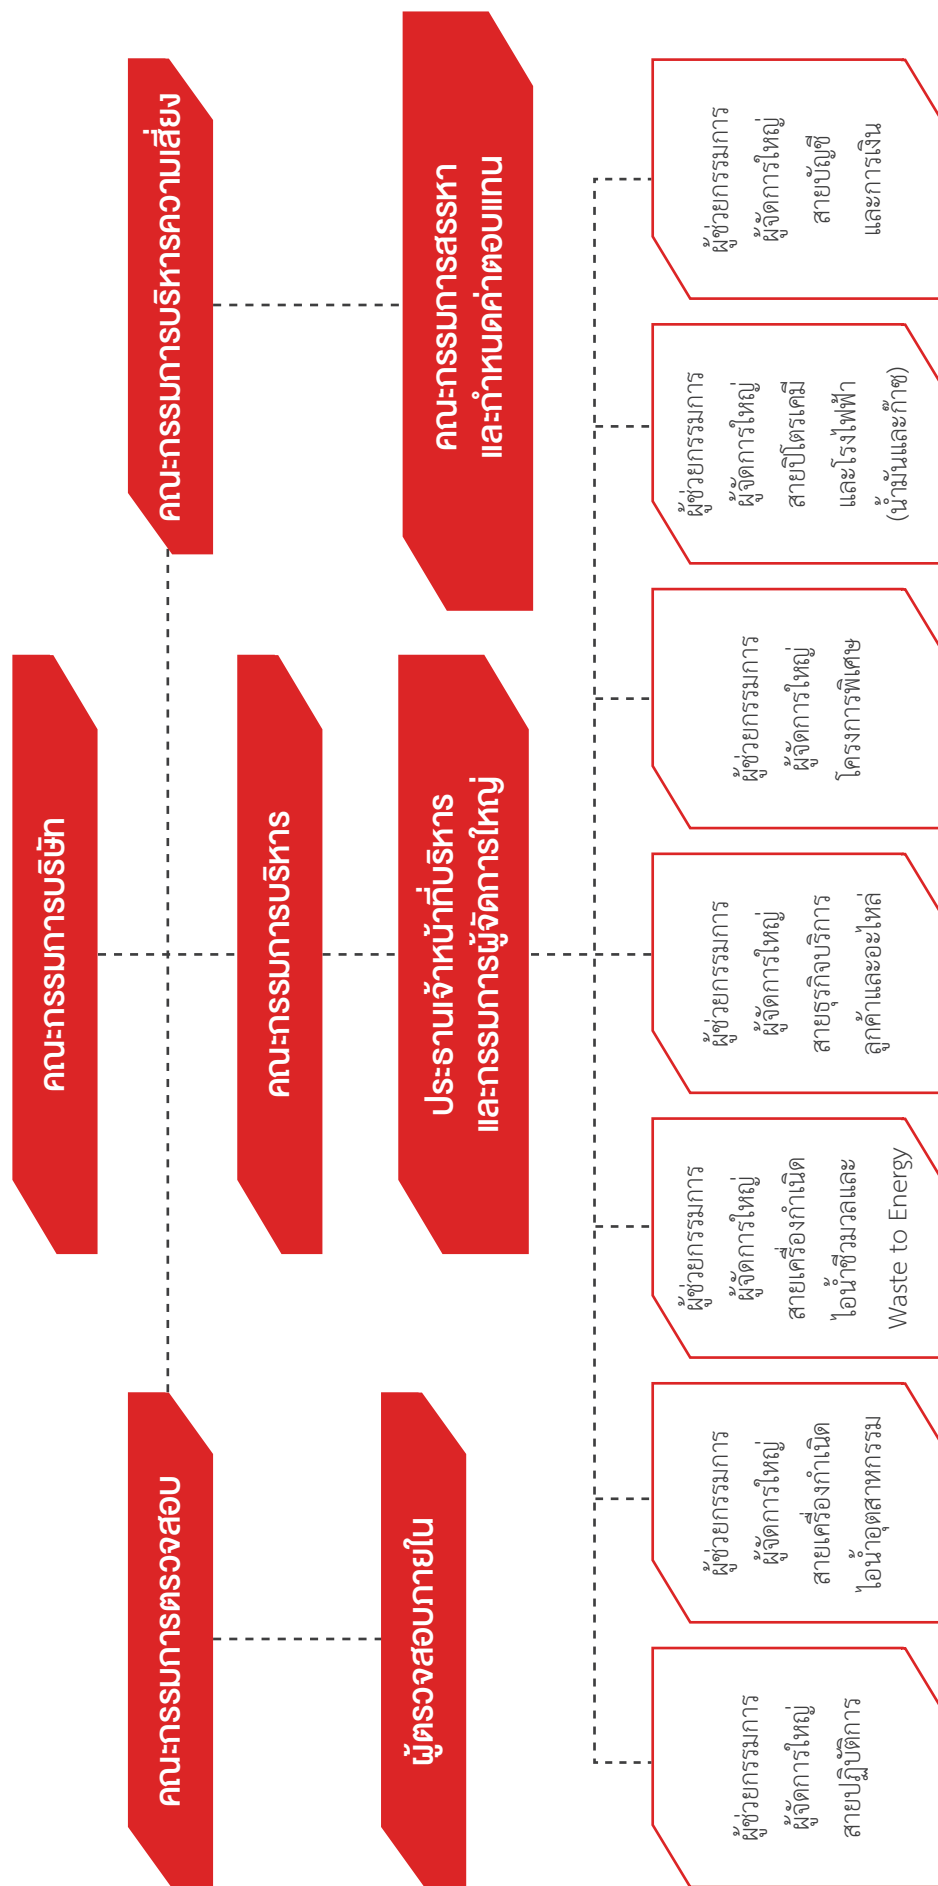 คณะกรรมการบริษัท
คณะกรรมการตรวจสอบ
คณะกรรมการบริหารความเสี่ยง
คณะกรรมการบริหาร
ผู้ตรวจสอบภายใน
ประธานเจ้าหน้าที่บริหาร
และกรรมการผู้จัดการใหญ่
คณะกรรมการสรรหา
และกำหนดค่าตอบแทน
ผู้ช่วยกรรมการ
ผู้จัดการใหญ่
สายปฏิบัติการ
ผู้ช่วยกรรมการ
ผู้จัดการใหญ่
สายเครื่องกำเนิด
ไอน้ำอุตสาหกรรม
ผู้ช่วยกรรมการ
ผู้จัดการใหญ่
สายเครื่องกำเนิด
ไอน้ำชีวมวลและ
Waste to Energy
ผู้ช่วยกรรมการ
ผู้จัดการใหญ่
สายธุรกิจบริการ
ลูกค้าและอะไหล่
ผู้ช่วยกรรมการ
ผู้จัดการใหญ่
โครงการพิเศษ
ผู้ช่วยกรรมการ
ผู้จัดการใหญ่
สายปิโตรเคมี
และโรงไฟฟ้า
(น้ำมันและก๊าซ)
ผู้ช่วยกรรมการ
ผู้จัดการใหญ่
สายบัญชี
และการเงิน